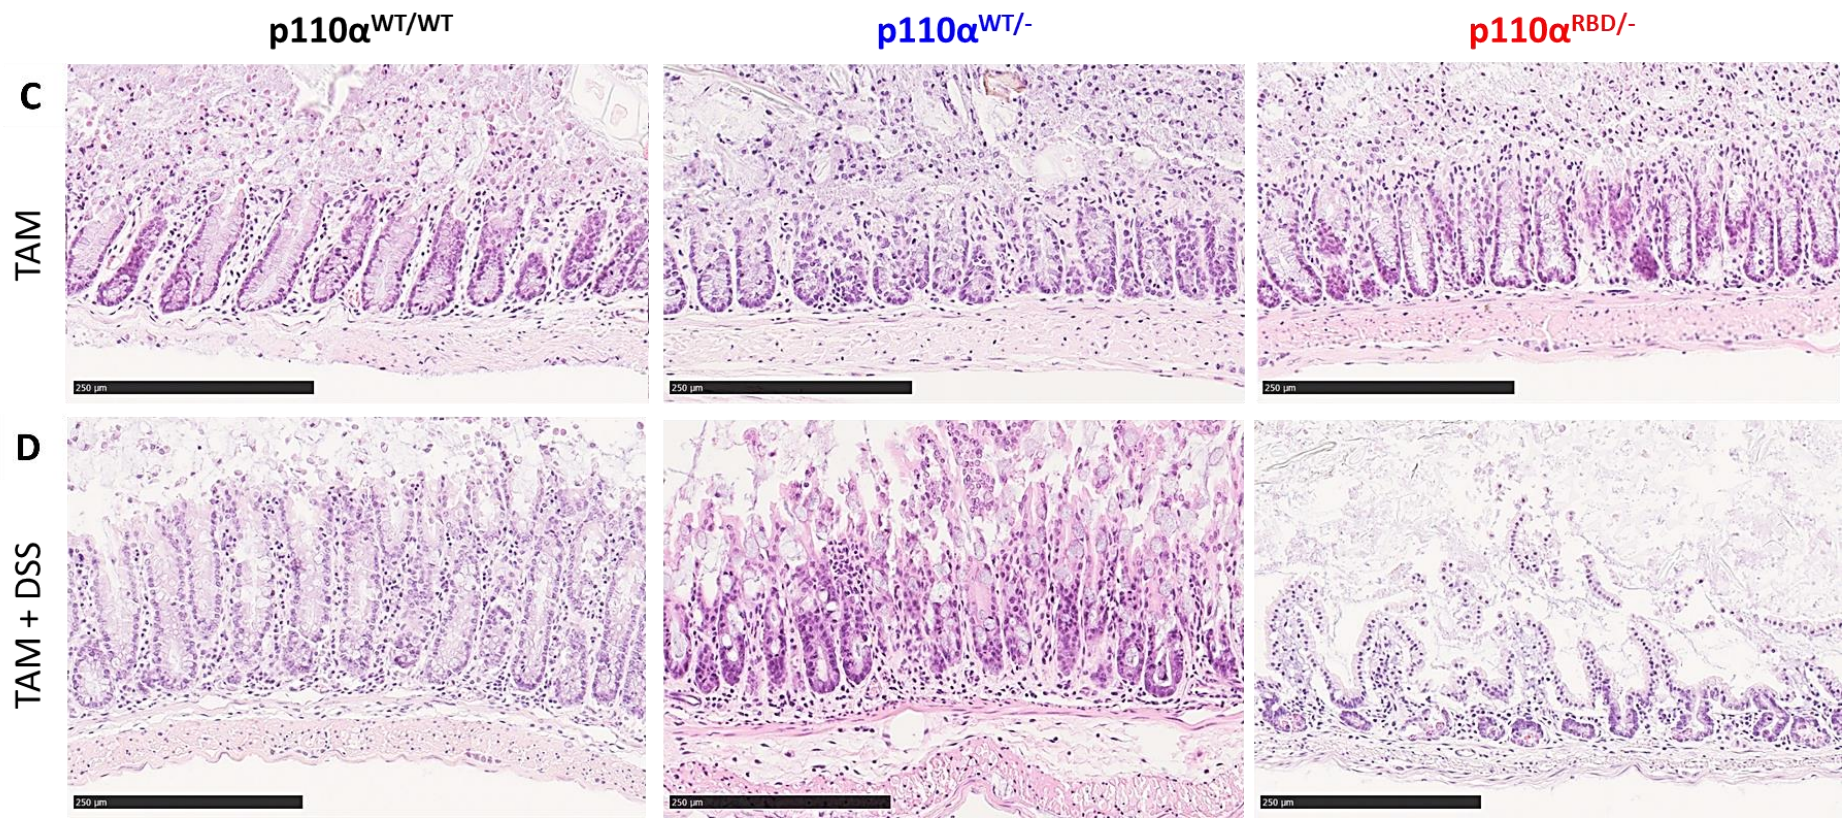 p110αWT/WT p110αWT/- p110αRBD/-
C
TAM
250 µm 250 µm 250 µm
D
TAM + DSS
250 µm 250 µm 250 µm